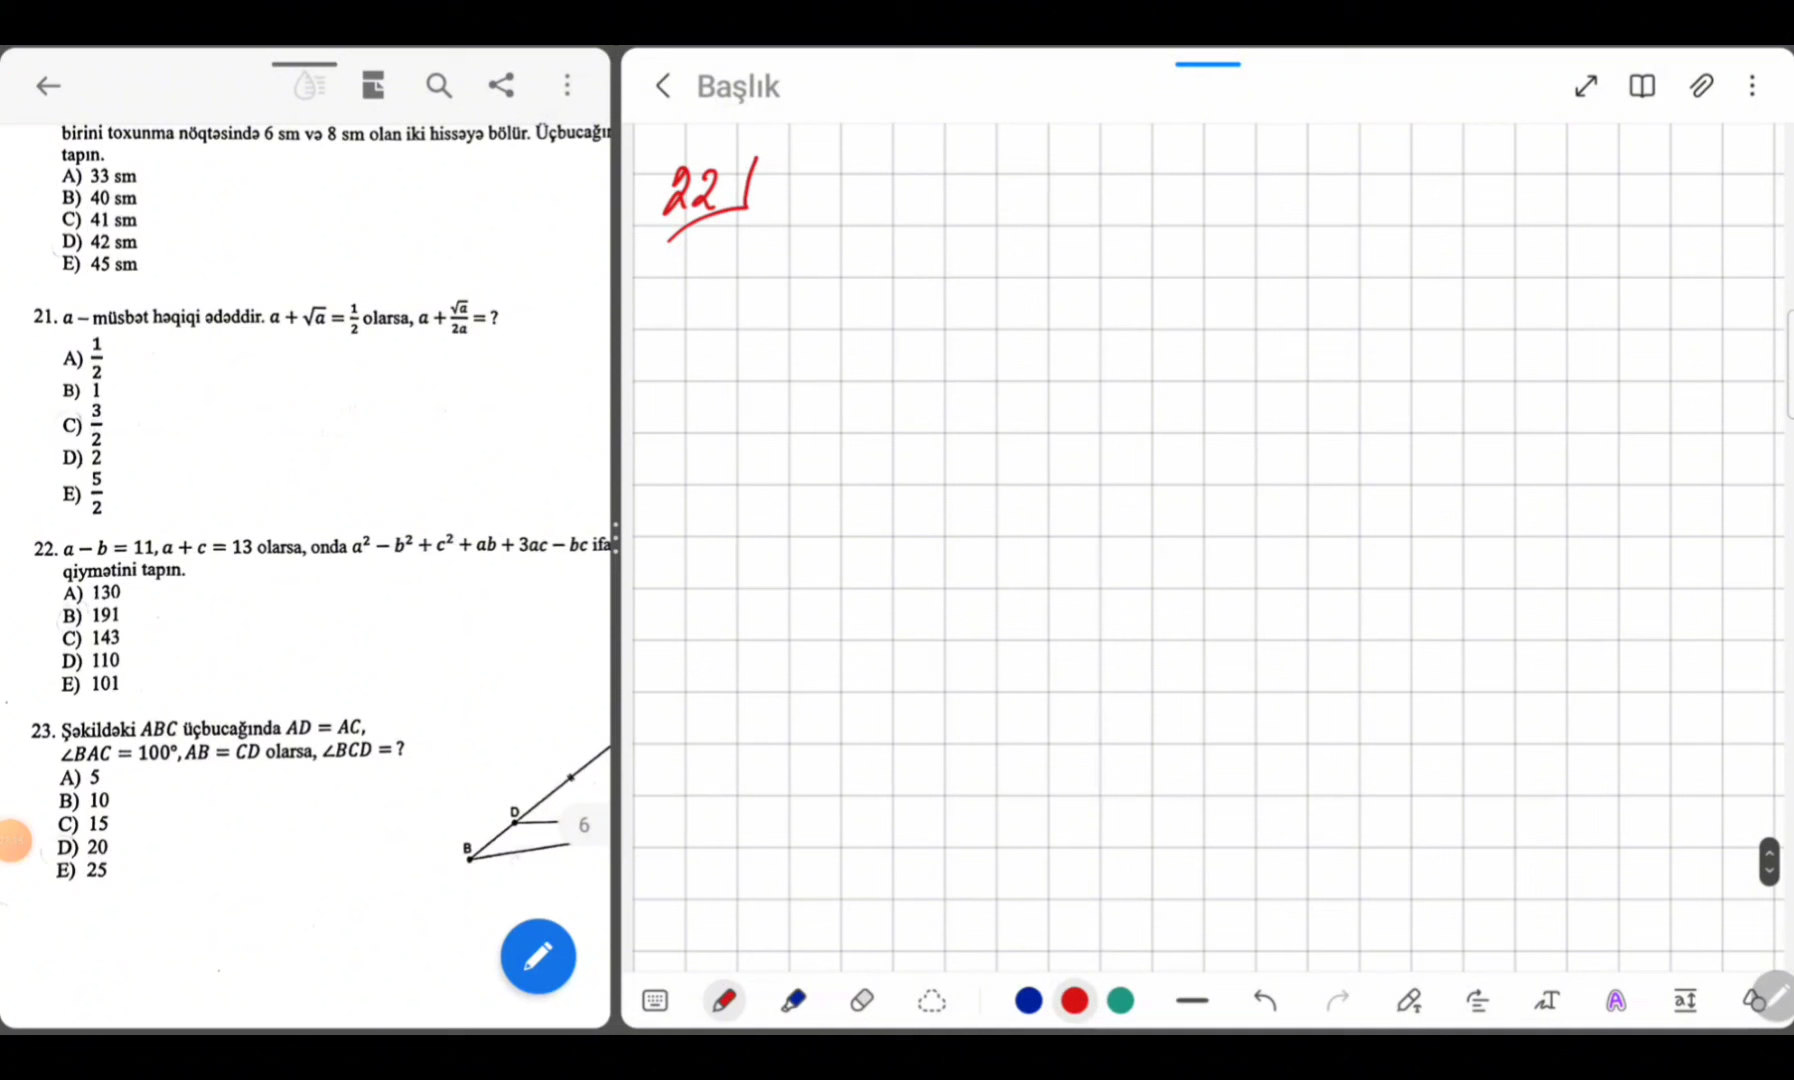 Başlık
birini toxunma nöqtəsində 6 sm və 8 sm olan iki hissəyə bölür.
tapın.
A) 33 sm
B) 40 sm
C) 41 sm
D) 42 sm
E) 45 sm
21. a – müsbət həqiqi ədəddir. a + √a = 1/2 olarsa, a + √a/2a = ?
A) 1/2
B) 1
C) 3/2
D) 2
E) 5/2
22. a − b = 11, a + c = 13 olarsa, onda a² − b² + c² + ab + 3ac − bc
qiymətini tapın.
A) 130
B) 191
C) 143
D) 110
E) 101
23. Şəkildəki ABC üçbucağında AD = AC,
∠BAC = 100°, AB = CD olarsa, ∠BCD = ?
A) 5
B) 10
C) 15
D) 20
E) 25
D
B
6
22